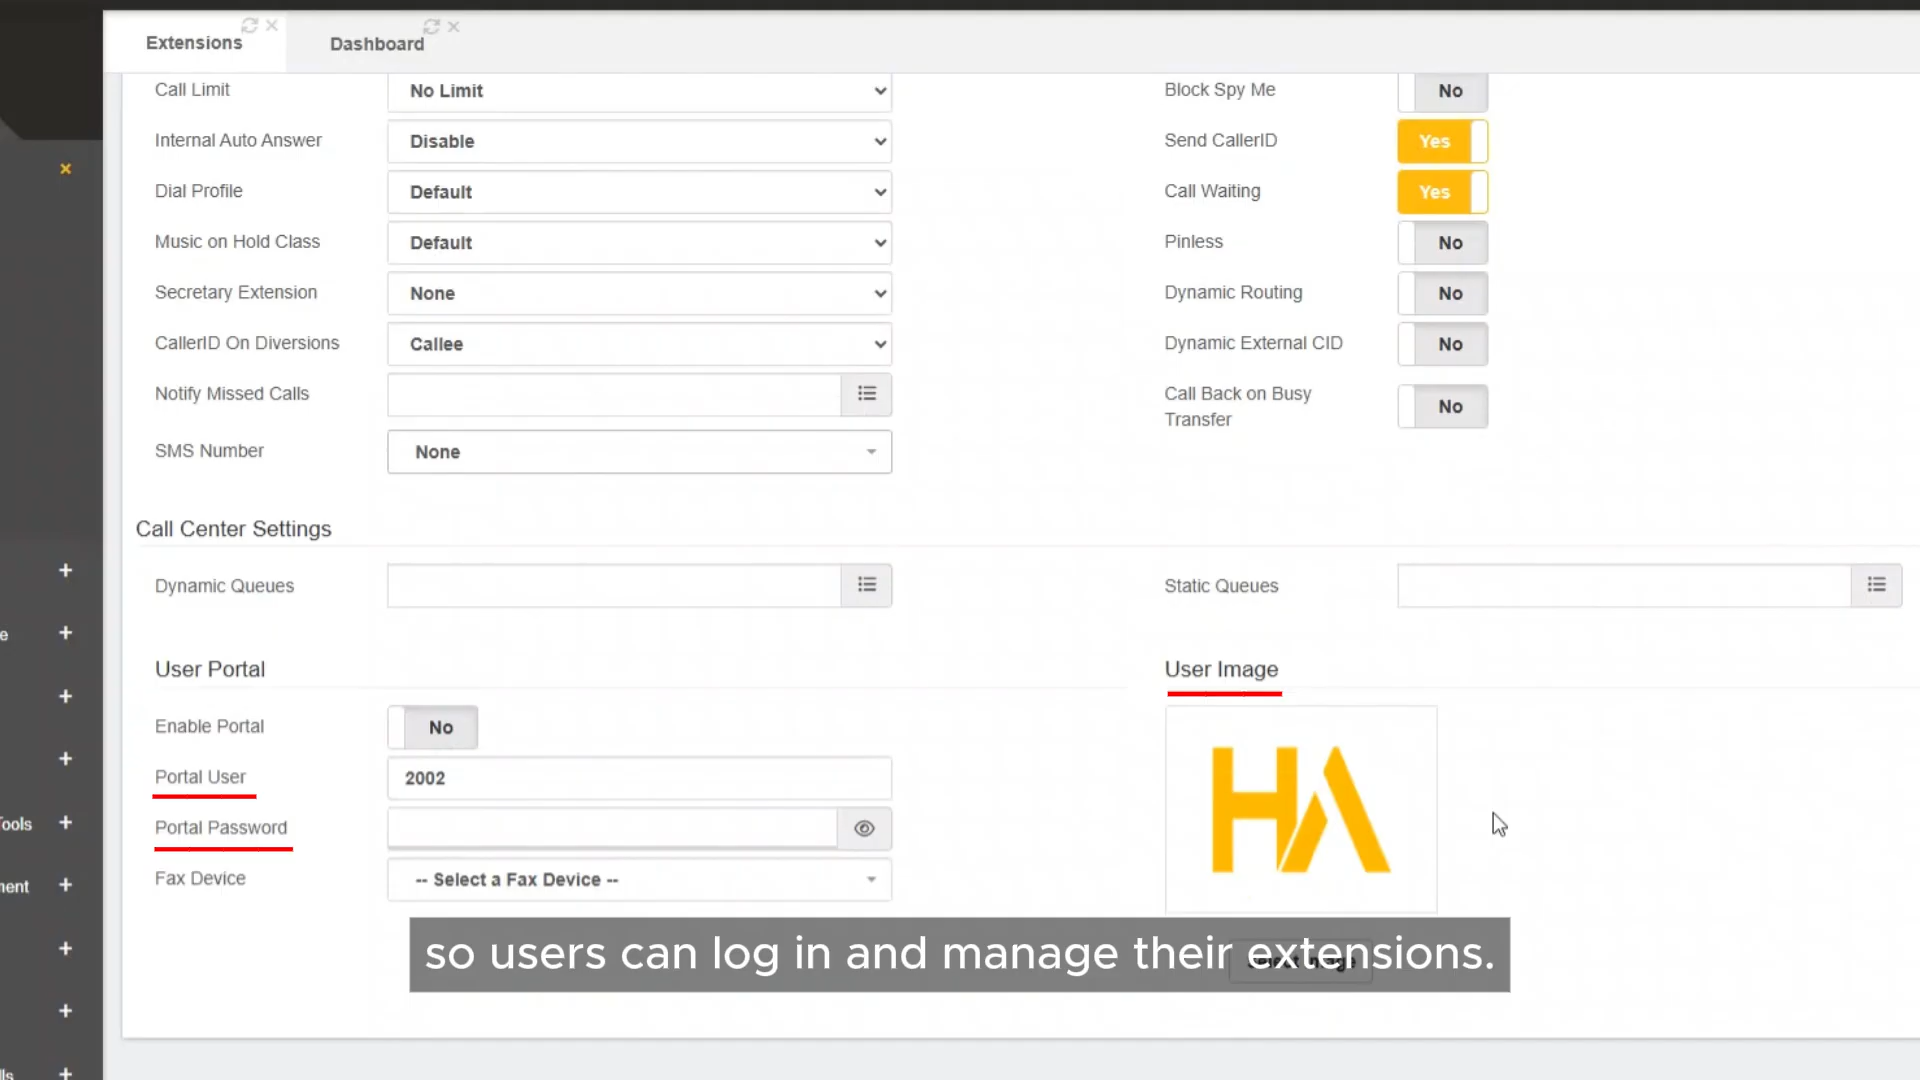 Extensions
Dashboard
Call Limit
No Limit
Block Spy Me
No
Internal Auto Answer
Disable
Send CallerID
Yes
Dial Profile
Default
Call Waiting
Yes
Music on Hold Class
Default
Pinless
No
Secretary Extension
None
Dynamic Routing
No
CallerID On Diversions
Callee
Dynamic External CID
No
Notify Missed Calls
Call Back on Busy
Transfer
No
SMS Number
None
Call Center Settings
Dynamic Queues
Static Queues
e
User Portal
User Image
Enable Portal
No
Portal User
2002
HA
Portal Password
Tools
Fax Device
-- Select a Fax Device --
ment
so users can log in and manage their extensions.
lls